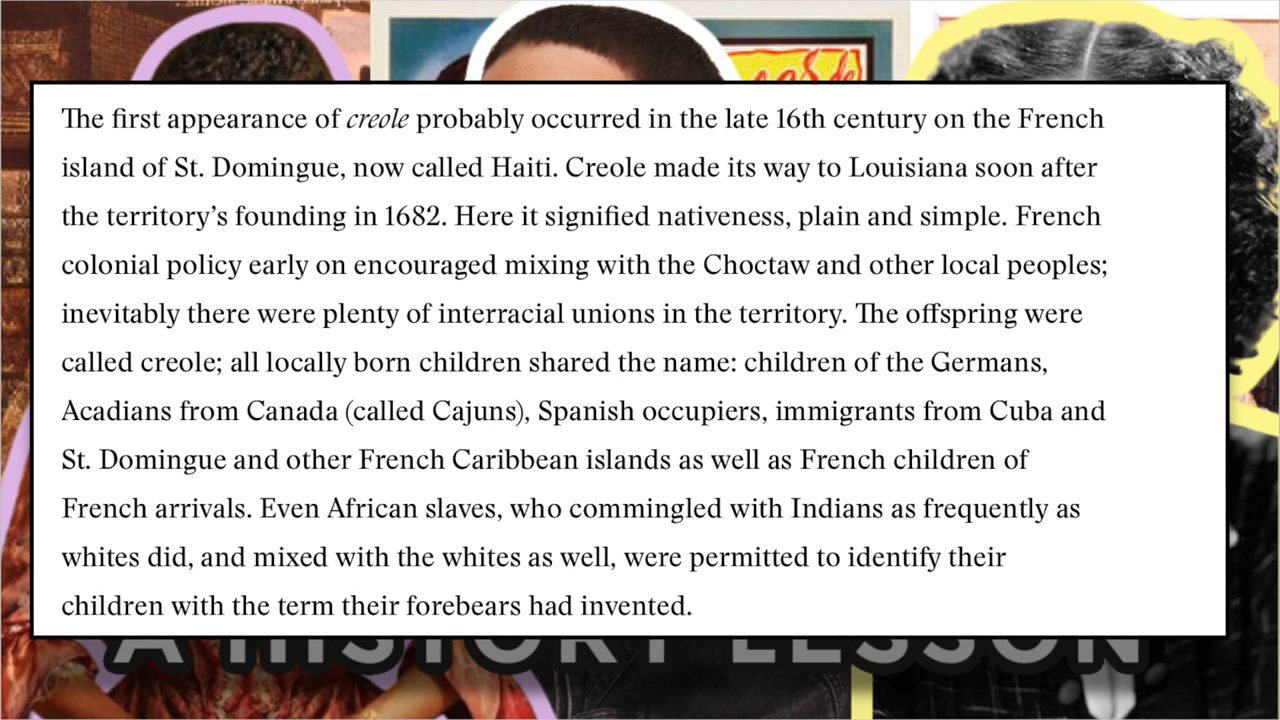 The first appearance of creole probably occurred in the late 16th century on the French
island of St. Domingue, now called Haiti. Creole made its way to Louisiana soon after
the territory’s founding in 1682. Here it signified nativeness, plain and simple. French
colonial policy early on encouraged mixing with the Choctaw and other local peoples;
inevitably there were plenty of interracial unions in the territory. The offspring were
called creole; all locally born children shared the name: children of the Germans,
Acadians from Canada (called Cajuns), Spanish occupiers, immigrants from Cuba and
St. Domingue and other French Caribbean islands as well as French children of
French arrivals. Even African slaves, who commingled with Indians as frequently as
whites did, and mixed with the whites as well, were permitted to identify their
children with the term their forebears had invented.
A HISTORY LESSON